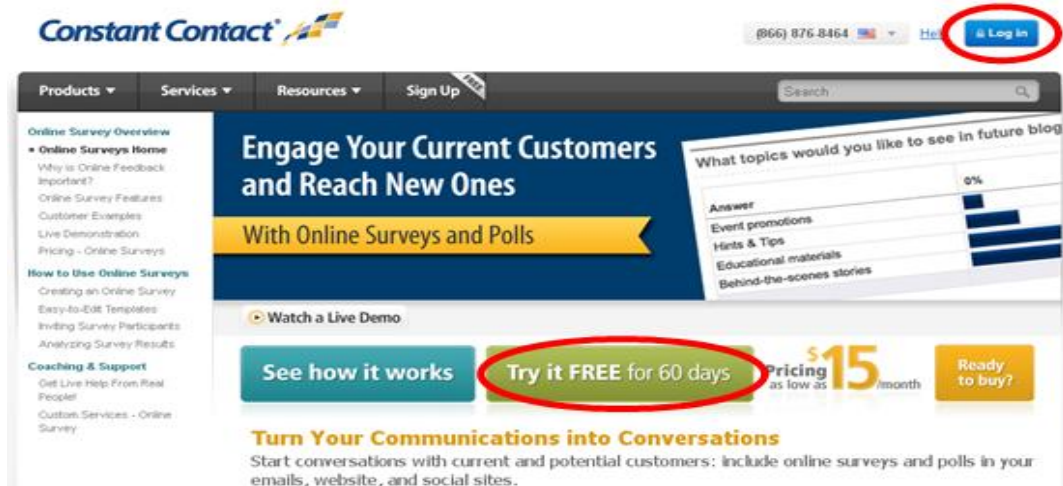 Constant Contact
(866) 876-8464
Log in
Products Services Resources Sign Up FREE Search
Online Survey Overview
Online Surveys Home
Why is Online Feedback
Important?
Online Survey Features
Customer Examples
Live Demonstration
Pricing - Online Surveys
How to Use Online Surveys
Creating an Online Survey
Easy-to-Edit Templates
Inviting Survey Participants
Analyzing Survey Results
Coaching & Support
Get Live Help From Real
People!
Custom Services - Online
Survey
Engage Your Current Customers
and Reach New Ones
With Online Surveys and Polls
What topics would you like to see in future blog
0%
Answer
Event promotions
Hints & Tips
Educational materials
Behind-the-scenes stories
Watch a Live Demo
See how it works
Try it FREE for 60 days
Pricing
as low as $15/month
Ready
to buy?
Turn Your Communications into Conversations
Start conversations with current and potential customers: include online surveys and polls in your
emails, website, and social sites.